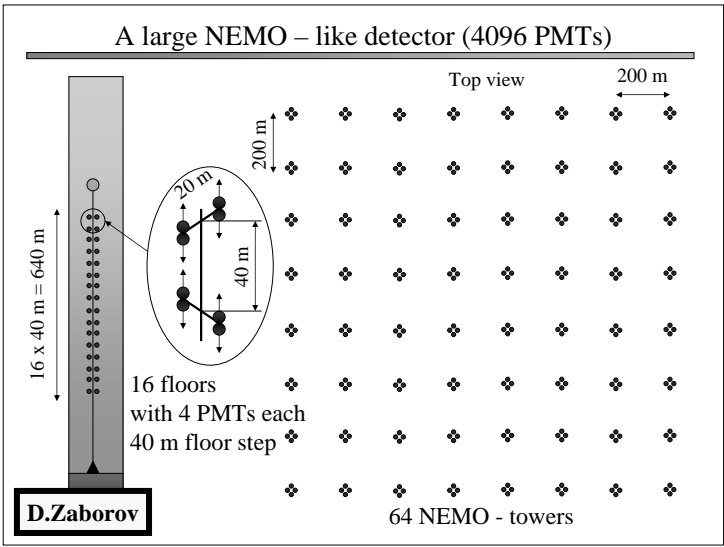 A large NEMO – like detector (4096 PMTs)
Top view
200 m
200 m
20 m
40 m
16 x 40 m = 640 m
16 floors
with 4 PMTs each
40 m floor step
D.Zaborov
64 NEMO - towers